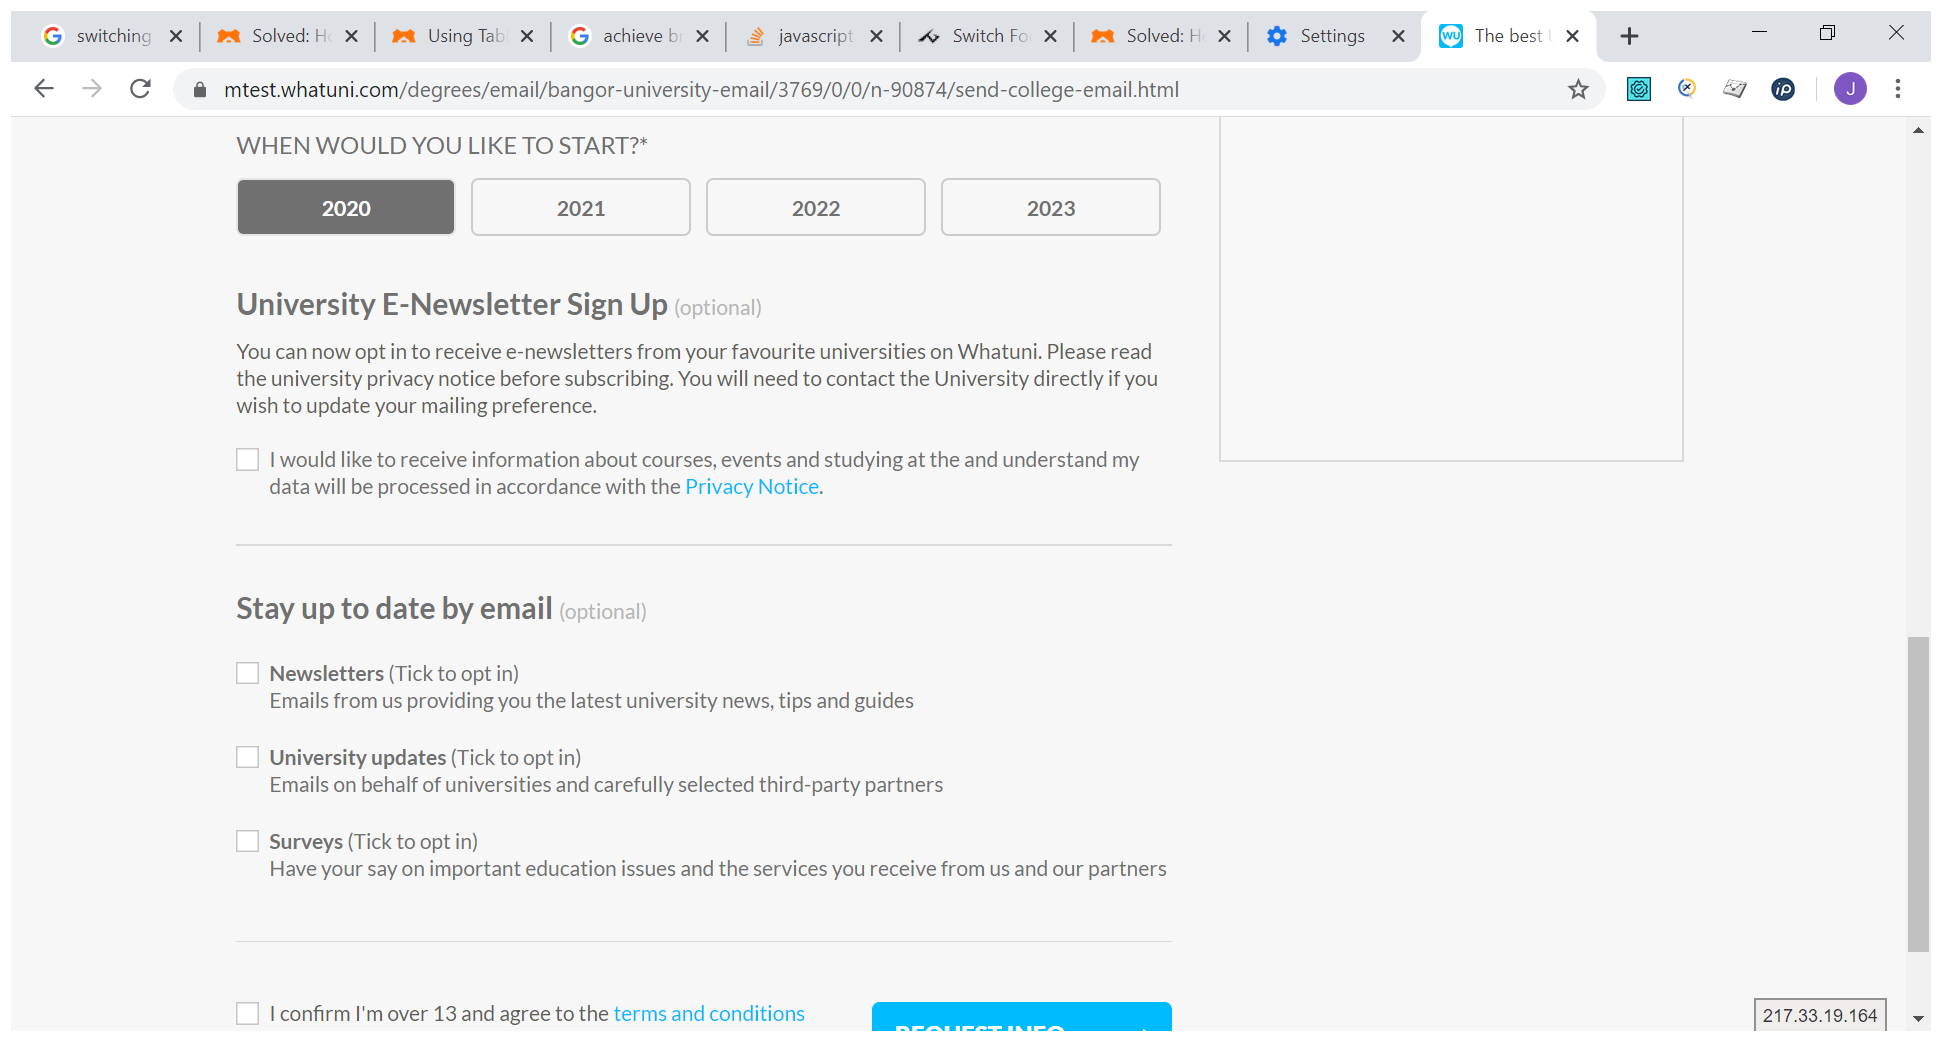 switching
Solved: Ho
Using Tab
achieve br
javascript
Switch Fo
Solved: H
Settings
The best
mtest.whatuni.com/degrees/email/bangor-university-email/3769/0/0/n-90874/send-college-email.html
J
WHEN WOULD YOU LIKE TO START?*
2020 2021 2022 2023
University E-Newsletter Sign Up (optional)
You can now opt in to receive e-newsletters from your favourite universities on Whatuni. Please read
the university privacy notice before subscribing. You will need to contact the University directly if you
wish to update your mailing preference.
I would like to receive information about courses, events and studying at the and understand my
data will be processed in accordance with the Privacy Notice.
Stay up to date by email (optional)
Newsletters (Tick to opt in)
Emails from us providing you the latest university news, tips and guides
University updates (Tick to opt in)
Emails on behalf of universities and carefully selected third-party partners
Surveys (Tick to opt in)
Have your say on important education issues and the services you receive from us and our partners
I confirm I'm over 13 and agree to the terms and conditions
REQUEST INFO
217.33.19.164